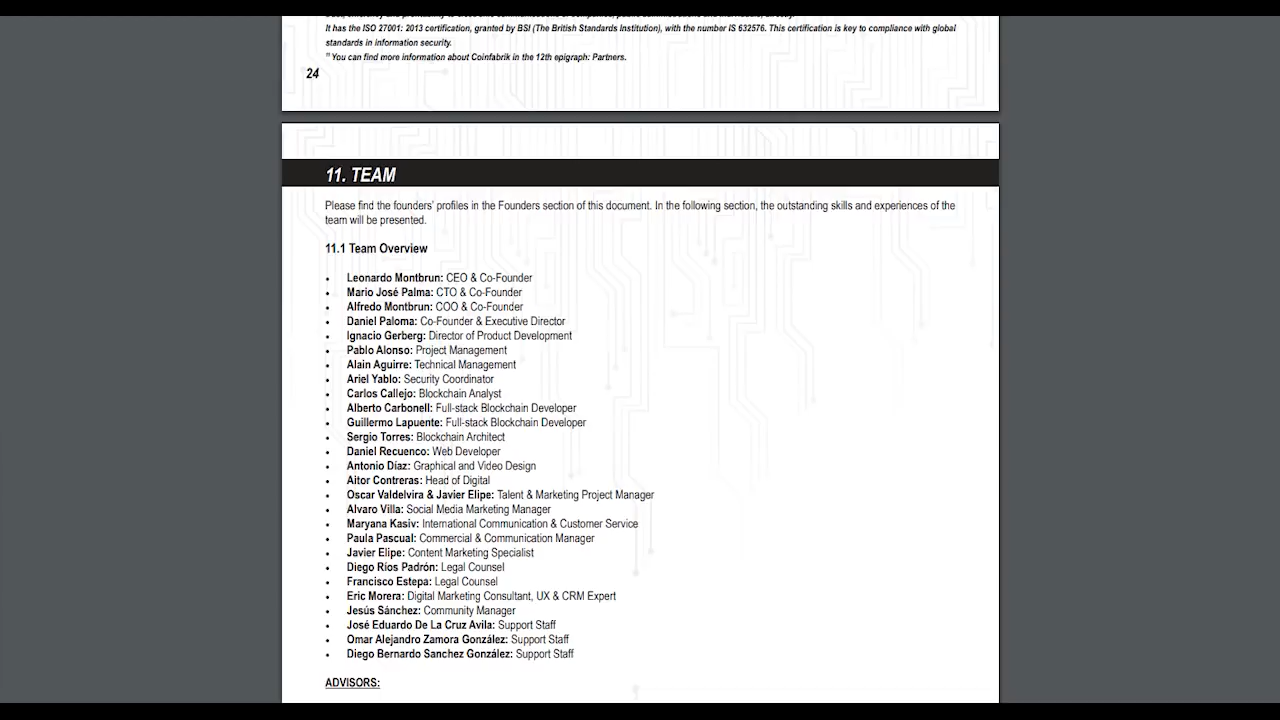 It has the ISO 27001: 2013 certification, granted by BSI (The British Standards Institution), with the number IS 632576. This certification is key to compliance with global
standards in information security.
11 You can find more information about Coinfabrik in the 12th epigraph: Partners.
24
11. TEAM
Please find the founders' profiles in the Founders section of this document. In the following section, the outstanding skills and experiences of the
team will be presented.
11.1 Team Overview
• Leonardo Montbrun: CEO & Co-Founder
• Mario José Palma: CTO & Co-Founder
• Alfredo Montbrun: COO & Co-Founder
• Daniel Paloma: Co-Founder & Executive Director
• Ignacio Gerberg: Director of Product Development
• Pablo Alonso: Project Management
• Alain Aguirre: Technical Management
• Ariel Yablo: Security Coordinator
• Carlos Callejo: Blockchain Analyst
• Alberto Carbonell: Full-stack Blockchain Developer
• Guillermo Lapuente: Full-stack Blockchain Developer
• Sergio Torres: Blockchain Architect
• Daniel Recuenco: Web Developer
• Antonio Díaz: Graphical and Video Design
• Aitor Contreras: Head of Digital
• Oscar Valdelvira & Javier Elipe: Talent & Marketing Project Manager
• Alvaro Villa: Social Media Marketing Manager
• Maryana Kasiv: International Communication & Customer Service
• Paula Pascual: Commercial & Communication Manager
• Javier Elipe: Content Marketing Specialist
• Diego Ríos Padrón: Legal Counsel
• Francisco Estepa: Legal Counsel
• Eric Morera: Digital Marketing Consultant, UX & CRM Expert
• Jesús Sánchez: Community Manager
• José Eduardo De La Cruz Avila: Support Staff
• Omar Alejandro Zamora González: Support Staff
• Diego Bernardo Sanchez González: Support Staff
ADVISORS: